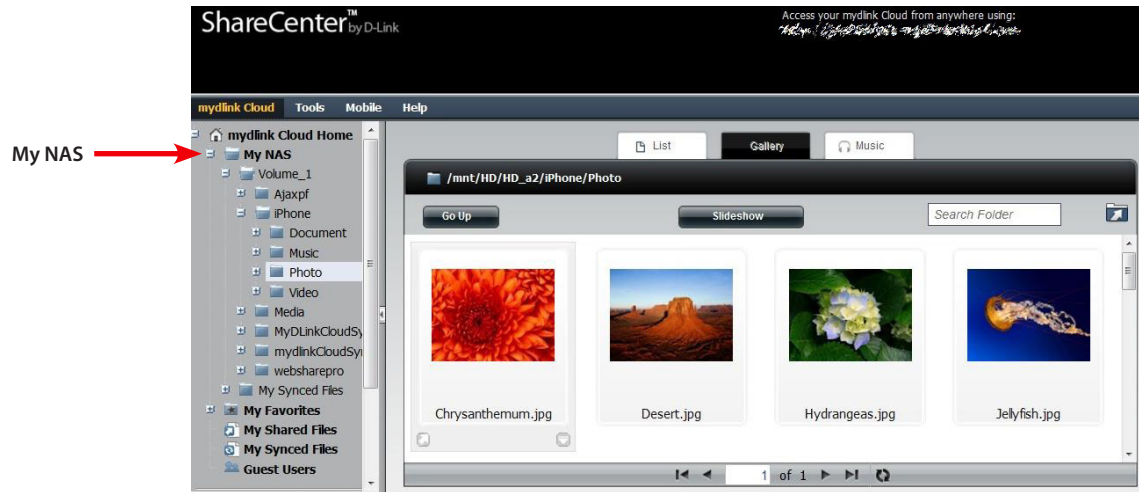 ShareCenter™ by D-Link
Access your mydlink Cloud from anywhere using:
mydlink Cloud Tools Mobile Help
My NAS
mydlink Cloud Home
My NAS
Volume_1
Ajaxpf
iPhone
Document
Music
Photo
Video
Media
MyDLinkCloudSy
mydlinkCloudSyn
websharepro
My Synced Files
My Favorites
My Shared Files
My Synced Files
Guest Users
List Gallery Music
/mnt/HD/HD_a2/iPhone/Photo
Go Up Slideshow Search Folder
Chrysanthemum.jpg Desert.jpg Hydrangeas.jpg Jellyfish.jpg
1 of 1